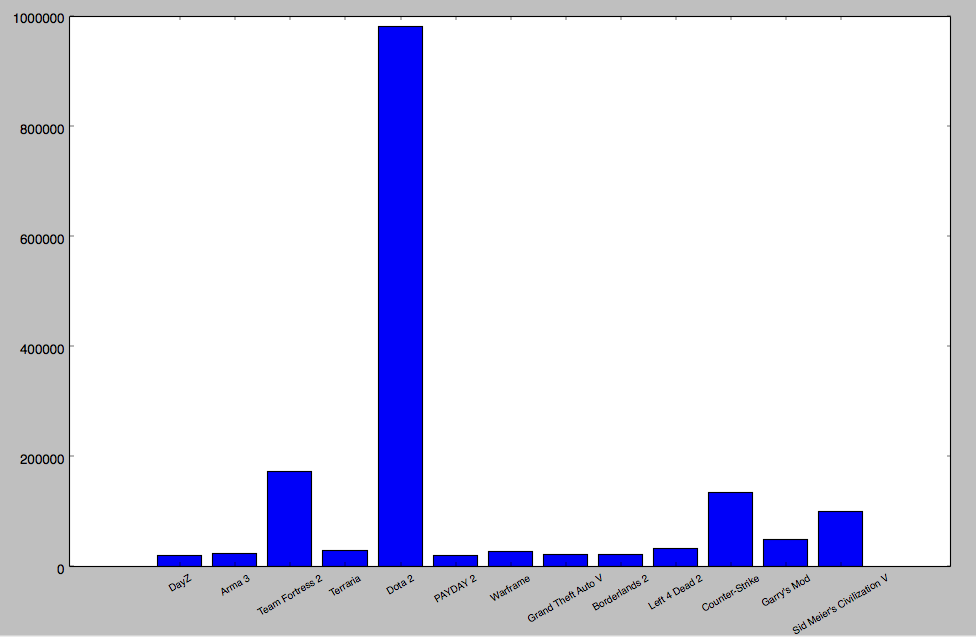 1000000
800000
600000
400000
200000
0
DayZ
Arma 3
Team Fortress 2
Terraria
Dota 2
PAYDAY 2
Warframe
Grand Theft Auto V
Borderlands 2
Left 4 Dead 2
Counter-Strike
Garry's Mod
Sid Meier's Civilization V